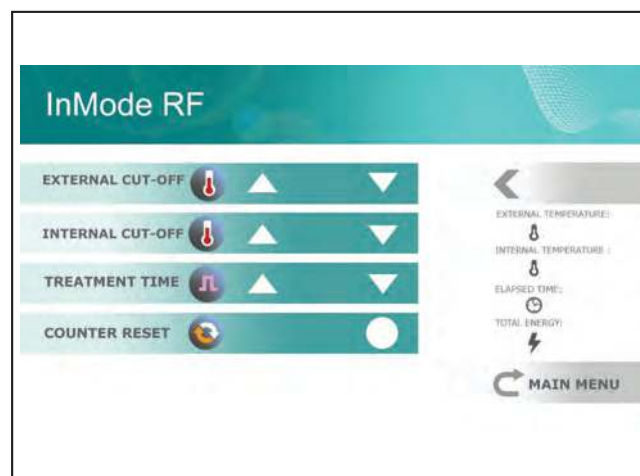 InMode RF
EXTERNAL CUT-OFF
INTERNAL CUT-OFF
TREATMENT TIME
COUNTER RESET
EXTERNAL TEMPERATURE:
INTERNAL TEMPERATURE :
ELAPSED TIME:
TOTAL ENERGY:
MAIN MENU